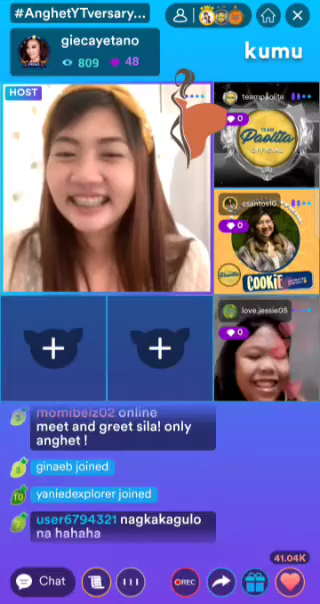 #AnghetYTversary...
giecayetano
809 48
kumu
HOST
teampaolita
0
TEAM
Paolita
OFFICIAL
esantos10
0
COOKIE
love.jessie05
0
momibelz02 online
meet and greet sila! only
anghet !
ginaeb joined
yaniedexplorer joined
user6794321 nagkakagulo
na hahaha
41.04K
Chat
REC